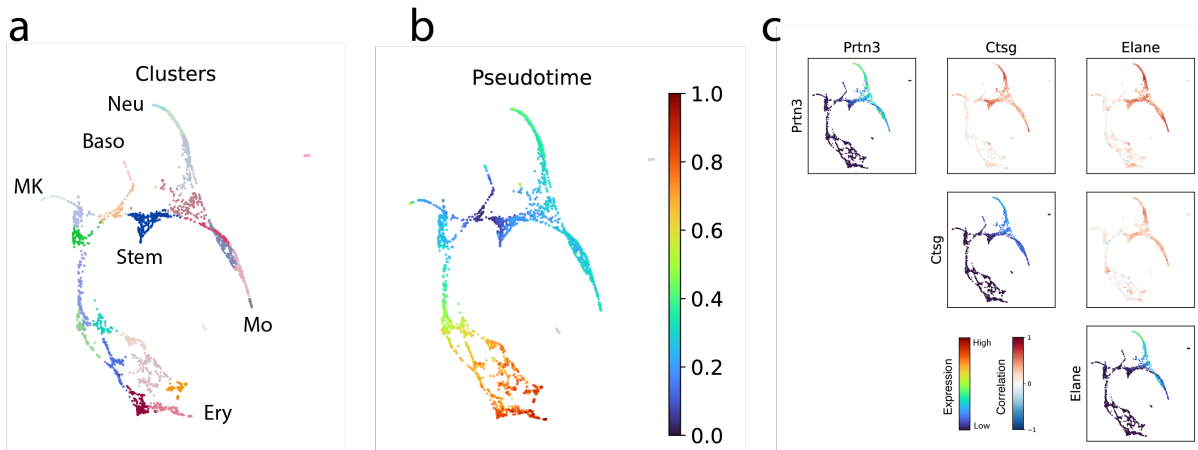 a
b
c
Clusters
Neu
Baso
MK
Stem
Mo
Ery
Pseudotime
1.0
0.8
0.6
0.4
0.2
0.0
Prtn3
Ctsg
Elane
Prtn3
Ctsg
Elane
Expression
High
Low
Correlation
1
0
−1